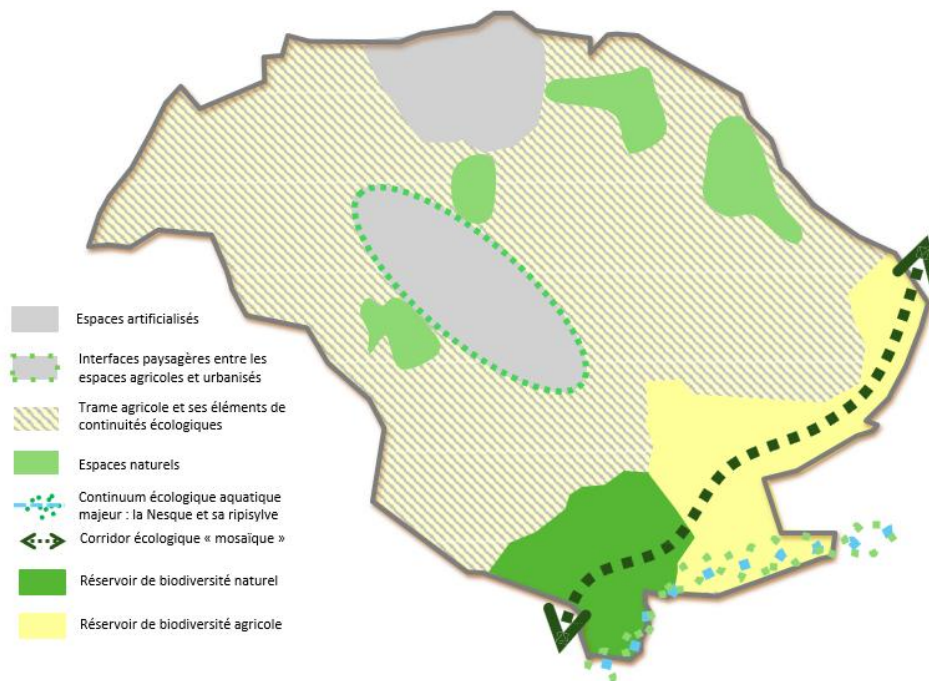 Espaces artificialisés
Interfaces paysagères entre les
espaces agricoles et urbanisés
Trame agricole et ses éléments de
continuités écologiques
Espaces naturels
Continuum écologique aquatique
majeur : la Nesque et sa ripisylve
Corridor écologique « mosaïque »
Réservoir de biodiversité naturel
Réservoir de biodiversité agricole